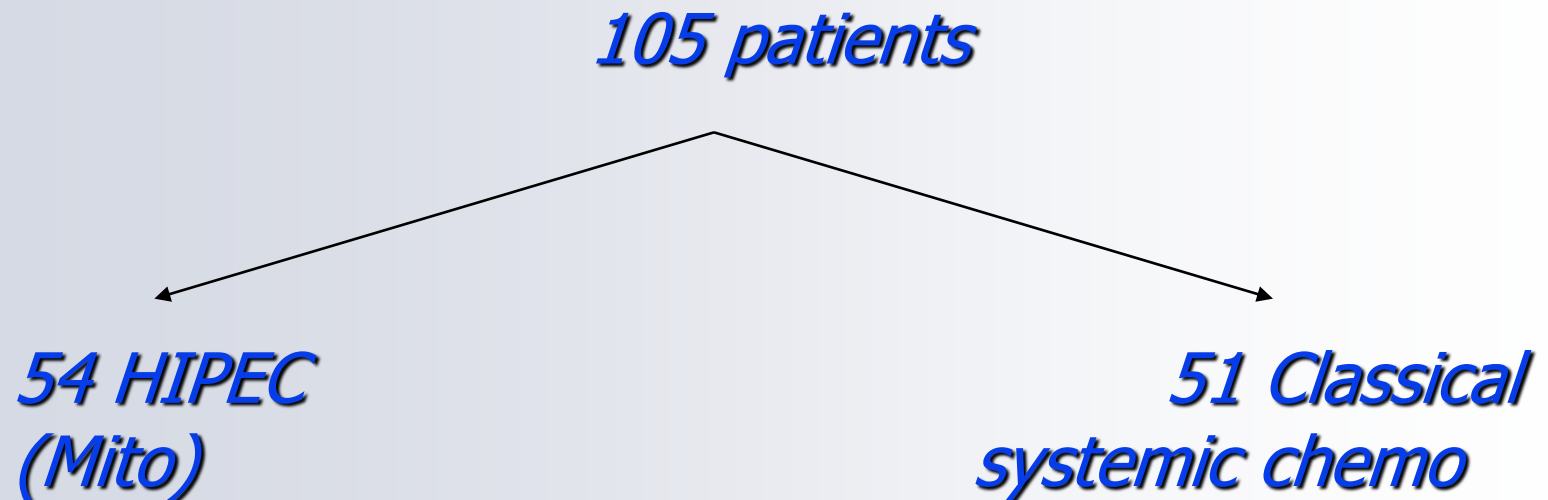 105 patients
54 HIPEC
(Mito)
51 Classical
systemic chemo